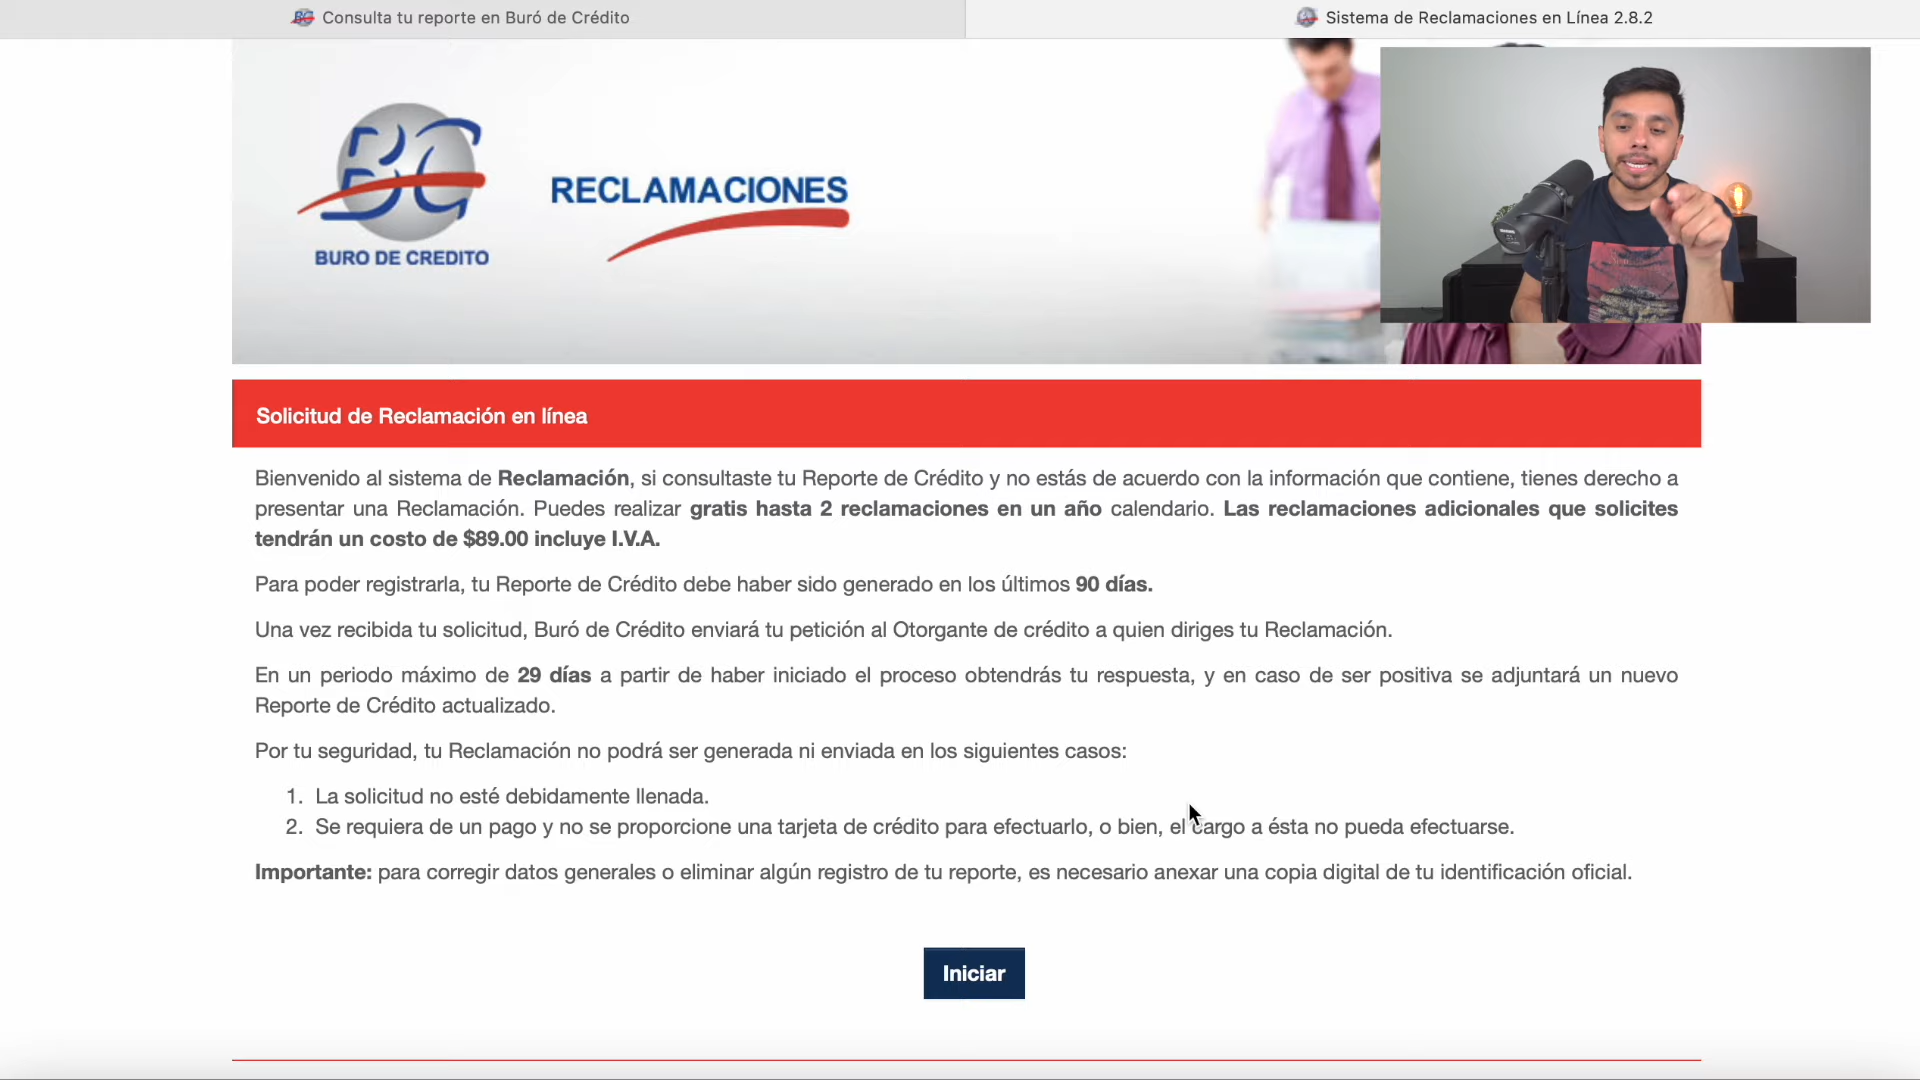 Consulta tu reporte en Buró de Crédito
Sistema de Reclamaciones en Línea 2.8.2
BURO DE CREDITO
RECLAMACIONES
Solicitud de Reclamación en línea
Bienvenido al sistema de Reclamación, si consultaste tu Reporte de Crédito y no estás de acuerdo con la información que contiene, tienes derecho a
presentar una Reclamación. Puedes realizar gratis hasta 2 reclamaciones en un año calendario. Las reclamaciones adicionales que solicites
tendrán un costo de $89.00 incluye I.V.A.
Para poder registrarla, tu Reporte de Crédito debe haber sido generado en los últimos 90 días.
Una vez recibida tu solicitud, Buró de Crédito enviará tu petición al Otorgante de crédito a quien diriges tu Reclamación.
En un periodo máximo de 29 días a partir de haber iniciado el proceso obtendrás tu respuesta, y en caso de ser positiva se adjuntará un nuevo
Reporte de Crédito actualizado.
Por tu seguridad, tu Reclamación no podrá ser generada ni enviada en los siguientes casos:
1. La solicitud no esté debidamente llenada.
2. Se requiera de un pago y no se proporcione una tarjeta de crédito para efectuarlo, o bien, el cargo a ésta no pueda efectuarse.
Importante: para corregir datos generales o eliminar algún registro de tu reporte, es necesario anexar una copia digital de tu identificación oficial.
Iniciar